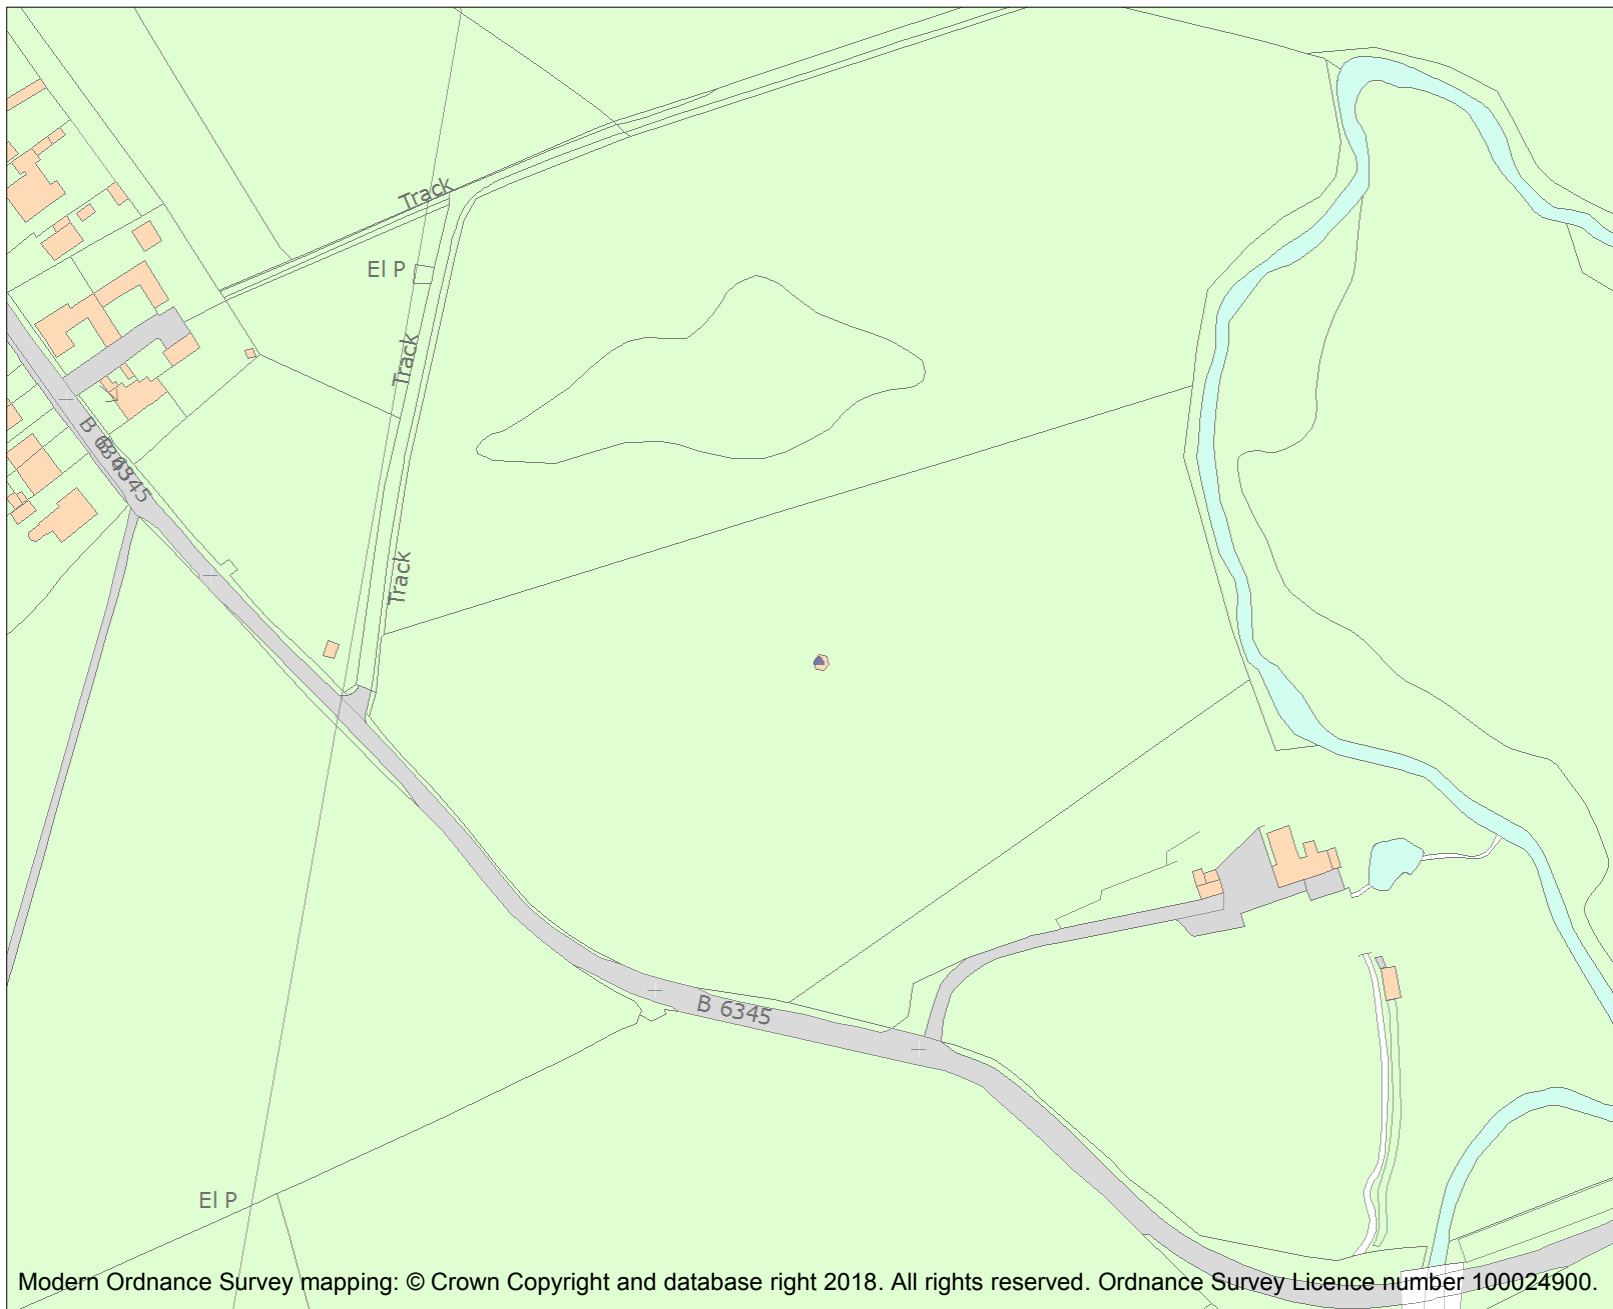 Track
El P
Track
B 6345
B 6345
Track
B 6345
El P
Modern Ordnance Survey mapping: © Crown Copyright and database right 2018. All rights reserved. Ordnance Survey Licence number 100024900.